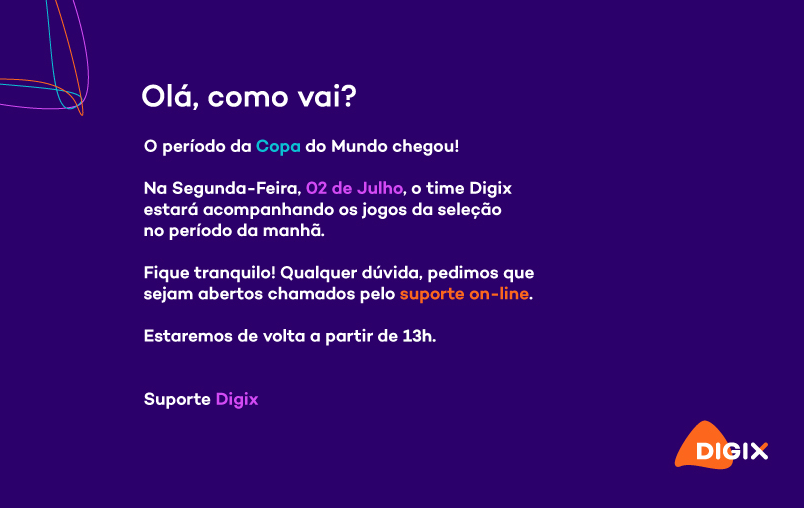 Olá, como vai?
O período da Copa do Mundo chegou!
Na Segunda-Feira, 02 de Julho, o time Digix
estará acompanhando os jogos da seleção
no período da manhã.
Fique tranquilo! Qualquer dúvida, pedimos que
sejam abertos chamados pelo suporte on-line.
Estaremos de volta a partir de 13h.
Suporte Digix
DIGIX